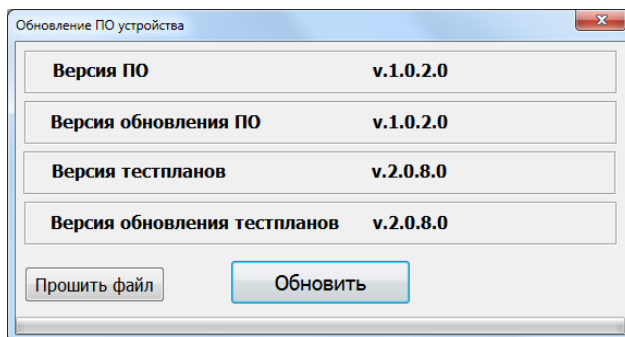 Обновление ПО устройства
Версия ПО v.1.0.2.0
Версия обновления ПО v.1.0.2.0
Версия тестпланов v.2.0.8.0
Версия обновления тестпланов v.2.0.8.0
Прошить файл Обновить